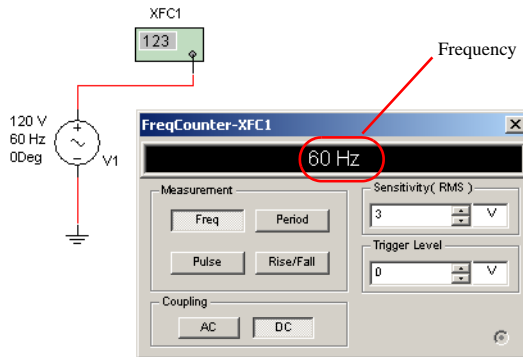 XFC1
123
Frequency
120 V
60 Hz
0Deg
V1
FreqCounter-XFC1
60 Hz
Measurement
Freq
Period
Pulse
Rise/Fall
Sensitivity( RMS )
3
V
Trigger Level
0
V
Coupling
AC
DC